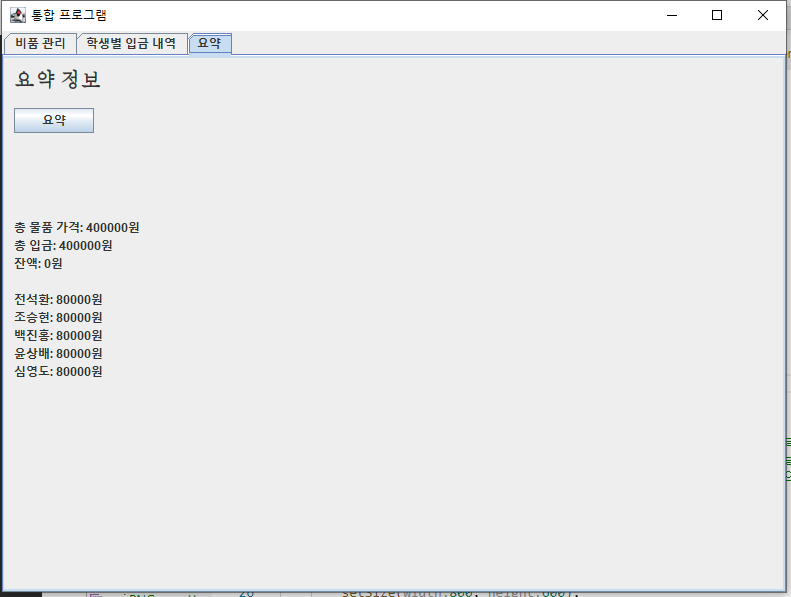 통합 프로그램
비품 관리 학생별 입금 내역 요약
요약 정보
요약
총 물품 가격: 400000원
총 입금: 400000원
잔액: 0원
전석환: 80000원
조승현: 80000원
백진홍: 80000원
윤상배: 80000원
심영도: 80000원